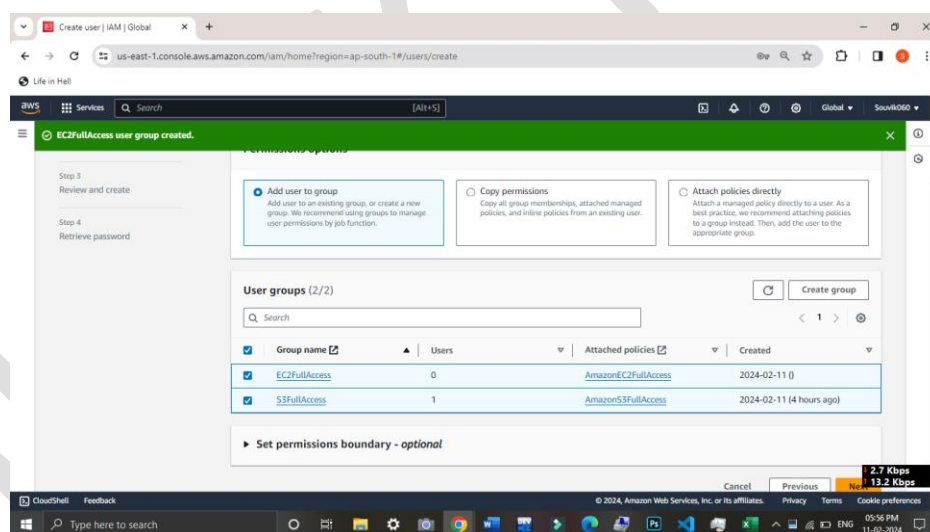 Create user | IAM | Global
us-east-1.console.aws.amazon.com/iam/home?region=ap-south-1#/users/create
Life in Hell
aws Services Search [Alt+S] Global Souvik060
EC2FullAccess user group created.
Permissions options
Step 3
Review and create
Step 4
Retrieve password
Add user to group
Add user to an existing group, or create a new
group. We recommend using groups to manage
user permissions by job function.
Copy permissions
Copy all group memberships, attached managed
policies, and inline policies from an existing user.
Attach policies directly
Attach a managed policy directly to a user. As a
best practice, we recommend attaching policies
to a group instead. Then, add the user to the
appropriate group.
User groups (2/2)
Create group
Search
1
Group name Users Attached policies Created
EC2FullAccess 0 AmazonEC2FullAccess 2024-02-11 ()
S3FullAccess 1 AmazonS3FullAccess 2024-02-11 (4 hours ago)
Set permissions boundary - optional
Cancel Previous
2.7 Kbps
13.2 Kbps
CloudShell Feedback © 2024, Amazon Web Services, Inc. or its affiliates. Privacy Terms Cookie preferences
Type here to search
ENG
05:56 PM
11-02-2024